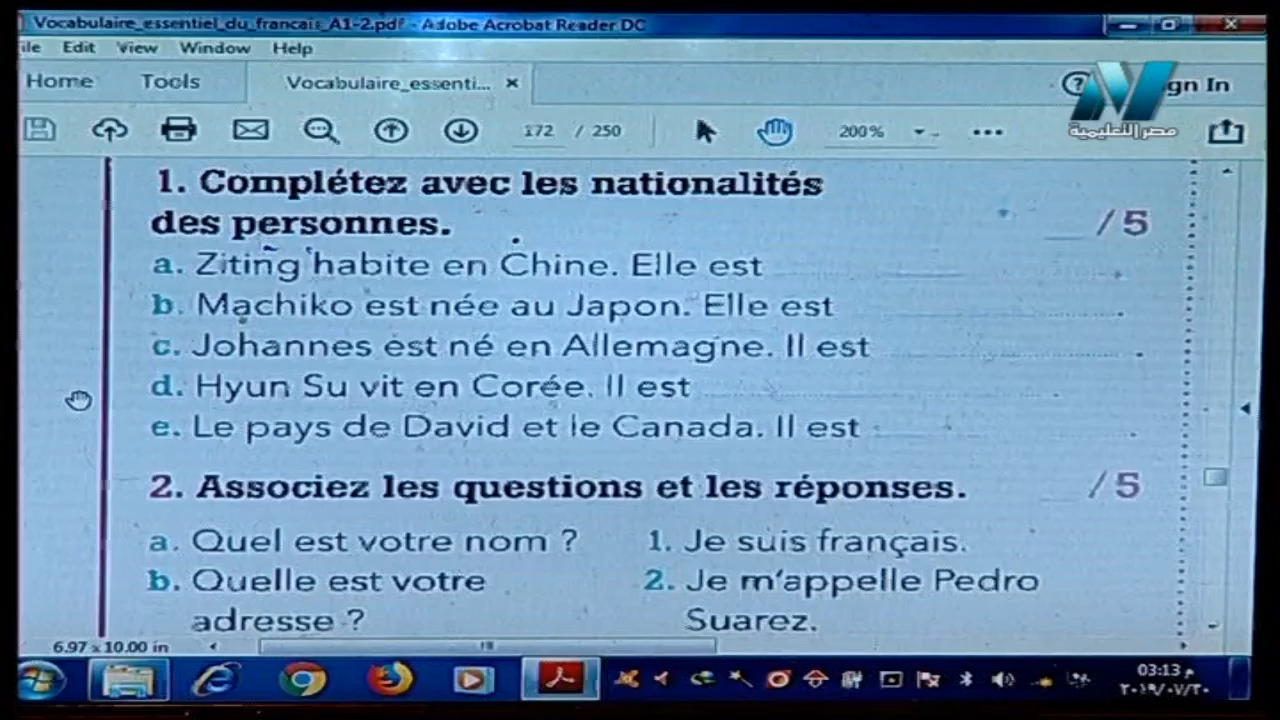 Vocabulaire_essentiel_du_francais_A1-2.pdf - Adobe Acrobat Reader DC
ile Edit View Window Help
Home Tools Vocabulaire_essenti... × ? gn In
مصر التعليمية
172 / 250 200%
1. Complétez avec les nationalités
des personnes. __ / 5
a. Ziting habite en Chine. Elle est .
b. Machiko est née au Japon. Elle est .
c. Johannes est né en Allemagne. Il est .
d. Hyun Su vit en Corée. Il est .
e. Le pays de David et le Canada. Il est .
2. Associez les questions et les réponses. __ / 5
a. Quel est votre nom ? 1. Je suis français.
b. Quelle est votre 2. Je m'appelle Pedro
adresse ? Suarez.
6.97 x 10.00 in
03:13 م
٢٠١٩/٠٧/٢٠